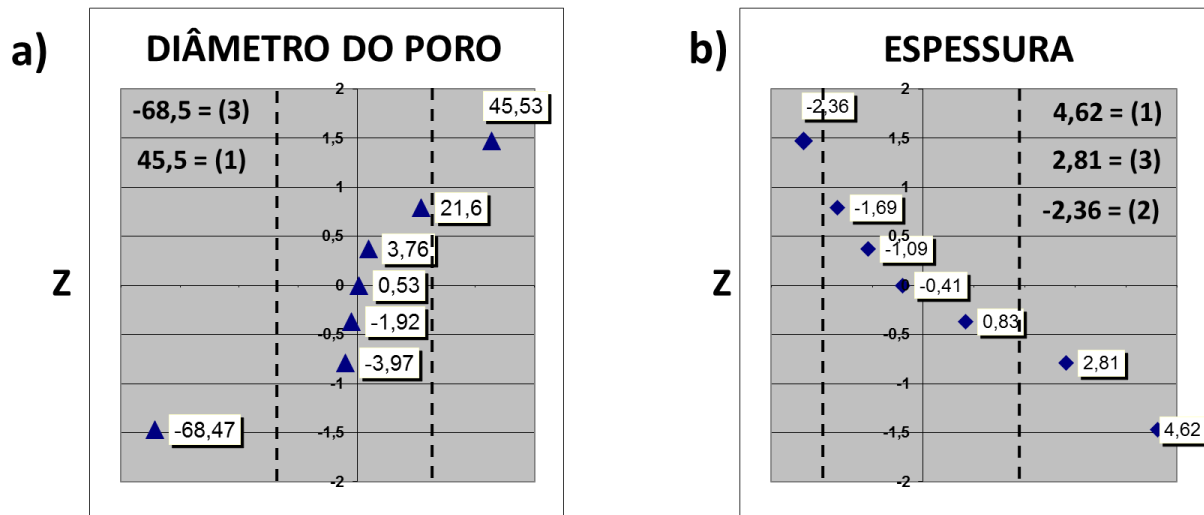 a)
DIÂMETRO DO PORO
-68,5 = (3)
45,5 = (1)
Z
2
1,5
1
0,5
0
-0,5
-1
-1,5
-2
45,53
21,6
3,76
0,53
-1,92
-3,97
-68,47
b)
ESPESSURA
4,62 = (1)
2,81 = (3)
-2,36 = (2)
Z
2
1,5
1
0,5
0
-0,5
-1
-1,5
-2
-2,36
-1,69
-1,09
-0,41
0,83
2,81
4,62